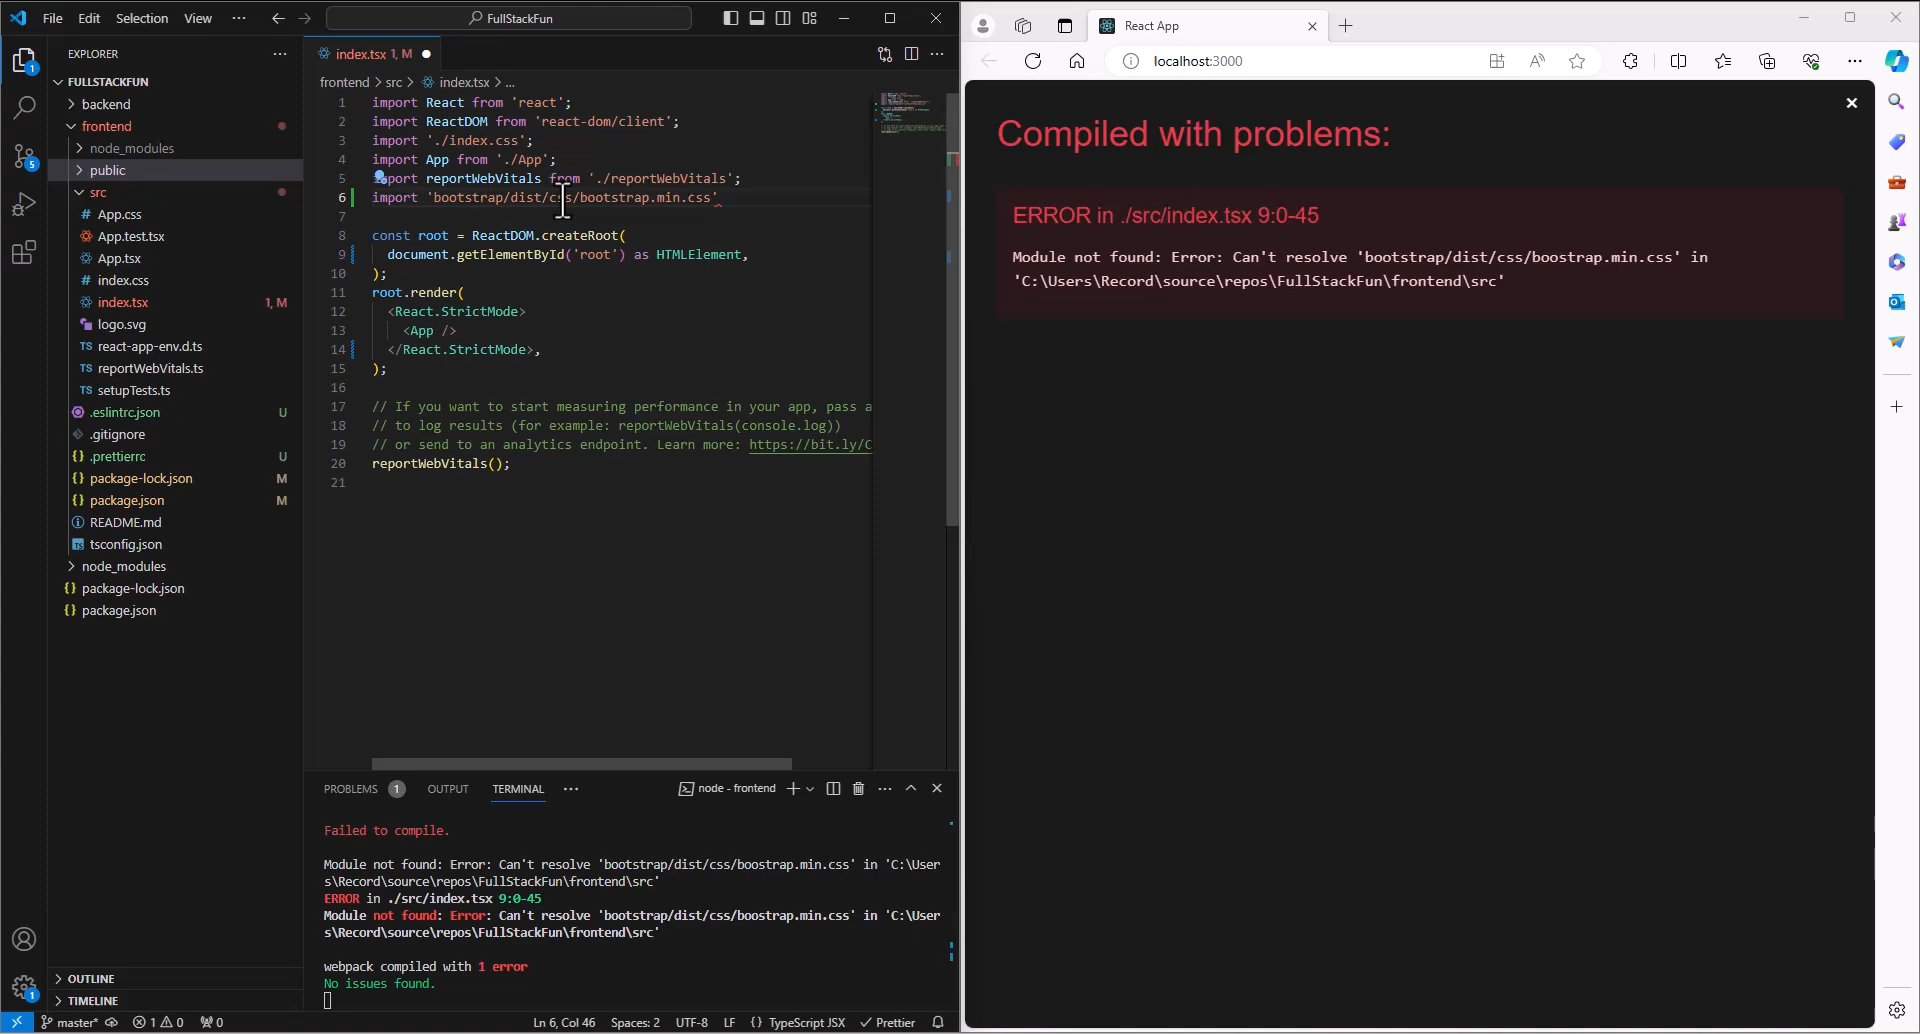 File Edit Selection View ··· FullStackFun
React App
localhost:3000
EXPLORER ···
FULLSTACKFUN
backend
frontend
node_modules
public
src
# App.css
App.test.tsx
App.tsx
# index.css
index.tsx 1, M
logo.svg
TS react-app-env.d.ts
TS reportWebVitals.ts
TS setupTests.ts
.eslintrc.json U
.gitignore
{} .prettierrc U
{} package-lock.json M
{} package.json M
README.md
TS tsconfig.json
node_modules
{} package-lock.json
{} package.json
OUTLINE
TIMELINE
1
5
1
index.tsx 1, M
frontend > src > index.tsx > ...
1 import React from 'react';
2 import ReactDOM from 'react-dom/client';
3 import './index.css';
4 import App from './App';
5 import reportWebVitals from './reportWebVitals';
6 import 'bootstrap/dist/css/bootstrap.min.css'
7
8 const root = ReactDOM.createRoot(
9 document.getElementById('root') as HTMLElement,
10 );
11 root.render(
12 <React.StrictMode>
13 <App />
14 </React.StrictMode>,
15 );
16
17 // If you want to start measuring performance in your app, pass a
18 // to log results (for example: reportWebVitals(console.log))
19 // or send to an analytics endpoint. Learn more: https://bit.ly/C
20 reportWebVitals();
21
PROBLEMS 1 OUTPUT TERMINAL ··· node - frontend
Failed to compile.
Module not found: Error: Can't resolve 'bootstrap/dist/css/boostrap.min.css' in 'C:\User
s\Record\source\repos\FullStackFun\frontend\src'
ERROR in ./src/index.tsx 9:0-45
Module not found: Error: Can't resolve 'bootstrap/dist/css/boostrap.min.css' in 'C:\User
s\Record\source\repos\FullStackFun\frontend\src'
webpack compiled with 1 error
No issues found.
master* 1 0 0 Ln 6, Col 46 Spaces: 2 UTF-8 LF {} TypeScript JSX Prettier
Compiled with problems:
ERROR in ./src/index.tsx 9:0-45
Module not found: Error: Can't resolve 'bootstrap/dist/css/boostrap.min.css' in
'C:\Users\Record\source\repos\FullStackFun\frontend\src'